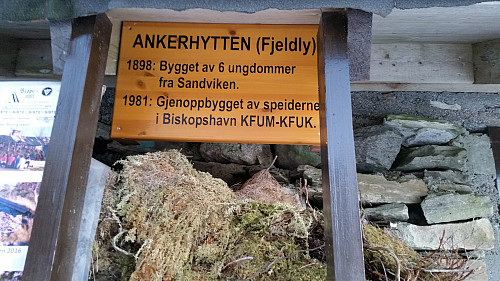 ANKERHYTTEN (Fjeldly)
1898: Bygget av 6 ungdommer
fra Sandviken.
1981: Gjenoppbygget av speiderne
i Biskopshavn KFUM-KFUK.